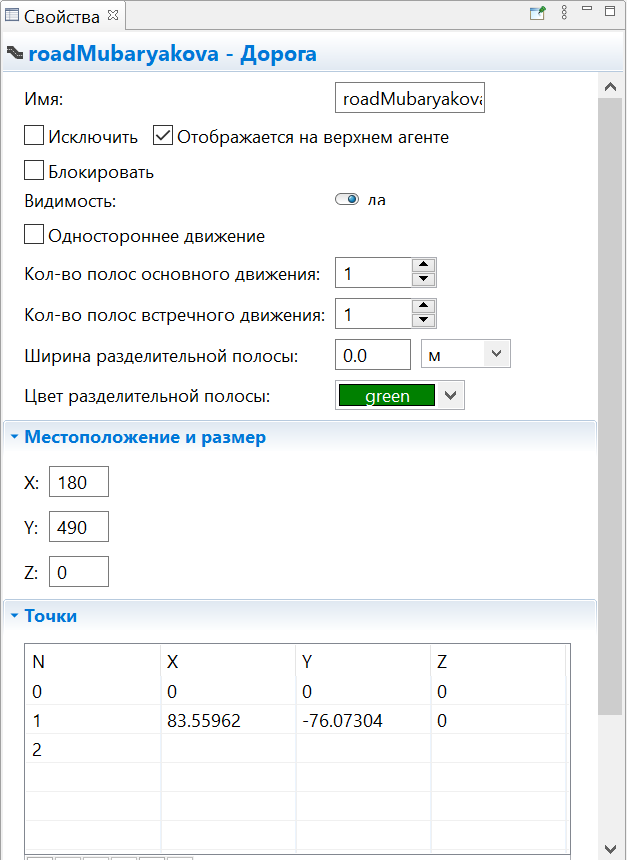 Свойства
roadMubaryakova - Дорога
Имя: roadMubaryakova
Исключить Отображается на верхнем агенте
Блокировать
Видимость: да
Одностороннее движение
Кол-во полос основного движения: 1
Кол-во полос встречного движения: 1
Ширина разделительной полосы: 0.0 м
Цвет разделительной полосы: green
Местоположение и размер
X: 180
Y: 490
Z: 0
Точки
N X Y Z
0 0 0 0
1 83.55962 -76.07304 0
2